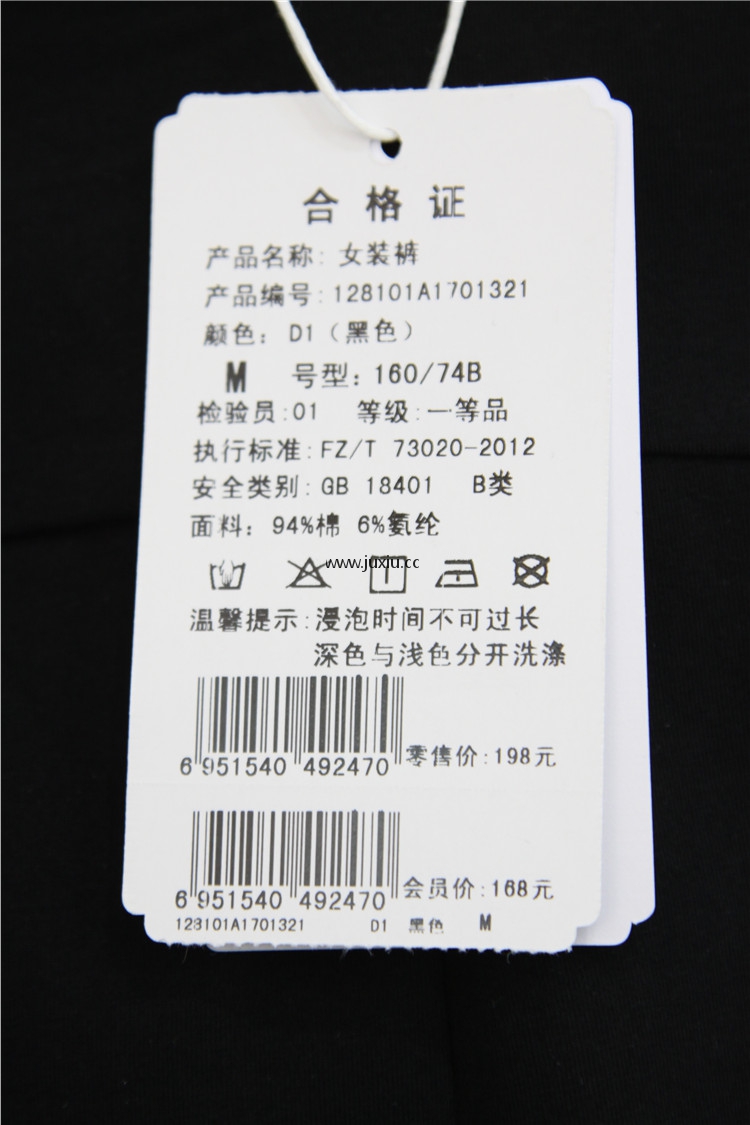 合格证
产品名称: 女装裤
产品编号: 128101A1701321
颜色: D1（黑色）
M 号型: 160/74B
检验员:01 等级:一等品
执行标准: FZ/T 73020-2012
安全类别: GB 18401 B类
面料: 94%棉 6%氨纶
www.juxiu.cc
温馨提示:浸泡时间不可过长
深色与浅色分开洗涤
6 951540 492470 零售价:198元
6 951540 492470 会员价:168元
128101A1701321 D1 黑色 M